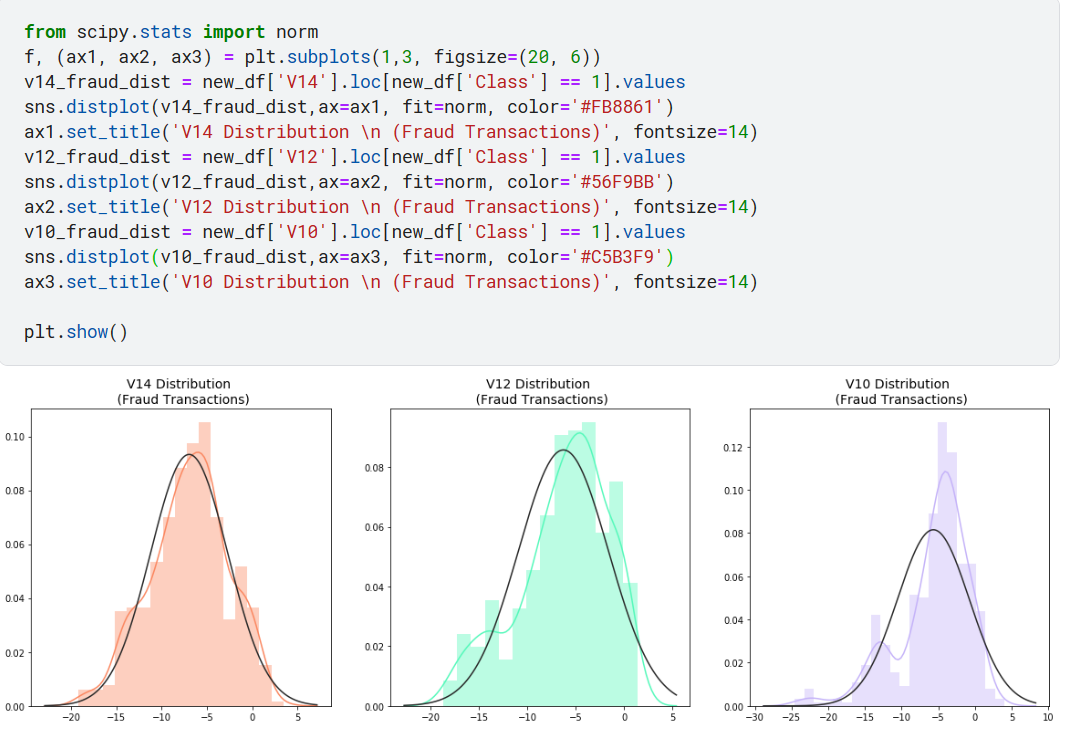 from scipy.stats import norm
f, (ax1, ax2, ax3) = plt.subplots(1,3, figsize=(20, 6))
v14_fraud_dist = new_df['V14'].loc[new_df['Class'] == 1].values
sns.distplot(v14_fraud_dist,ax=ax1, fit=norm, color='#FB8861')
ax1.set_title('V14 Distribution \n (Fraud Transactions)', fontsize=14)
v12_fraud_dist = new_df['V12'].loc[new_df['Class'] == 1].values
sns.distplot(v12_fraud_dist,ax=ax2, fit=norm, color='#56F9BB')
ax2.set_title('V12 Distribution \n (Fraud Transactions)', fontsize=14)
v10_fraud_dist = new_df['V10'].loc[new_df['Class'] == 1].values
sns.distplot(v10_fraud_dist,ax=ax3, fit=norm, color='#C5B3F9')
ax3.set_title('V10 Distribution \n (Fraud Transactions)', fontsize=14)
plt.show()
V14 Distribution
(Fraud Transactions)
0.10
0.08
0.06
0.04
0.02
0.00
−20 −15 −10 −5 0 5
V12 Distribution
(Fraud Transactions)
0.08
0.06
0.04
0.02
0.00
−20 −15 −10 −5 0 5
V10 Distribution
(Fraud Transactions)
0.12
0.10
0.08
0.06
0.04
0.02
0.00
−30 −25 −20 −15 −10 −5 0 5 10